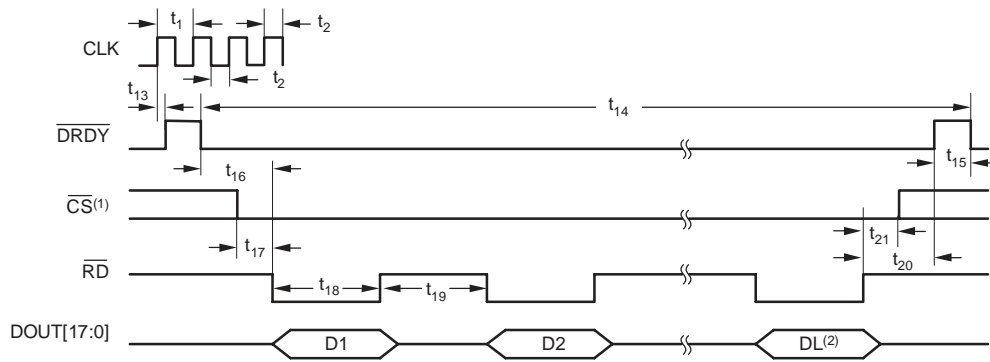 t1
t2
CLK
t2
t13
t14
DRDY
t15
t16
CS(1)
t17
t21
t20
RD
t18
t19
DOUT[17:0]
D1
D2
DL(2)